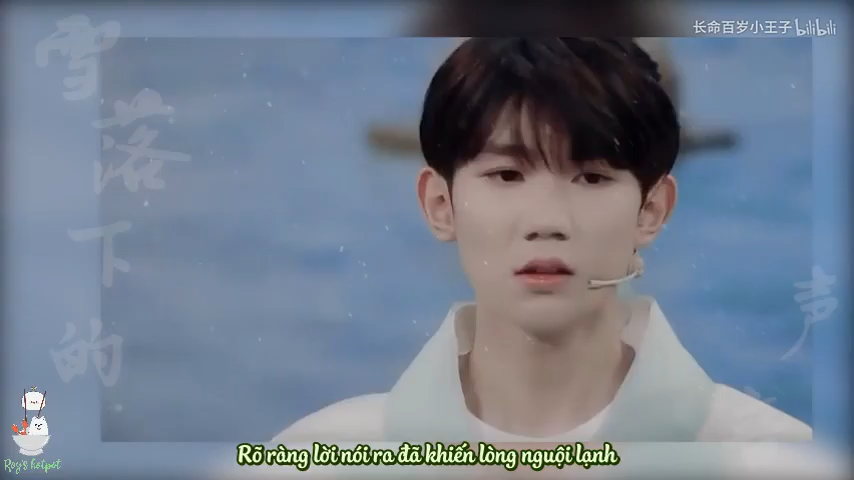 长命百岁小王子 bilibili
雪落下的
声
Roy's hotpot
Rõ ràng lời nói ra đã khiến lòng nguội lạnh